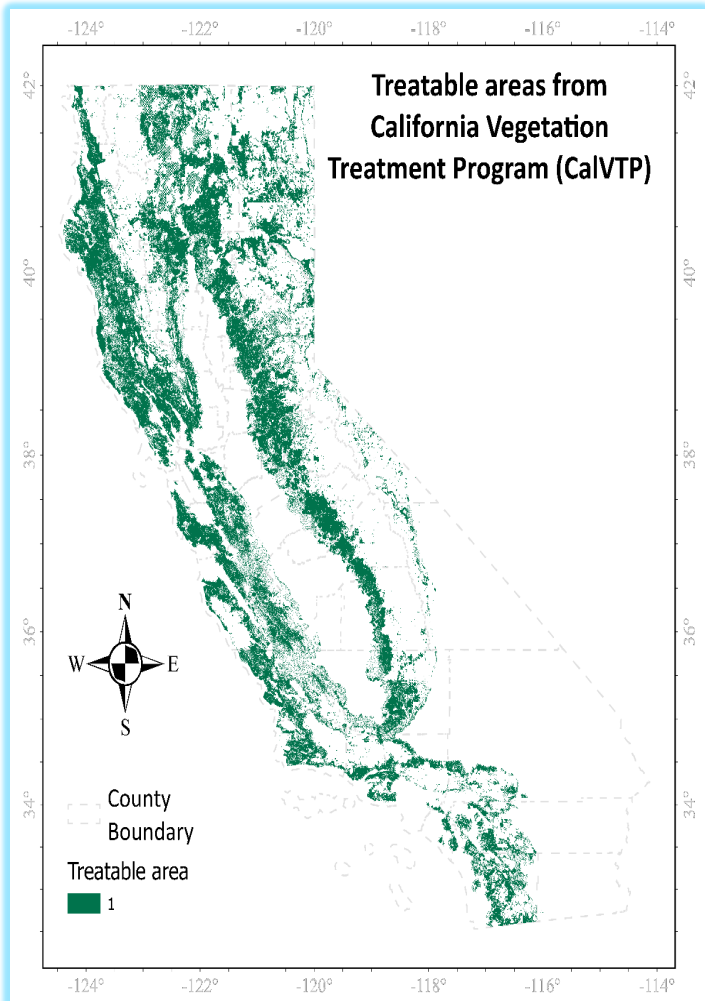 -124° -122° -120° -118° -116° -114°
Treatable areas from
California Vegetation
Treatment Program (CalVTP)
42° 42°
40° 40°
38° 38°
36° 36°
34° 34°
N
W E
S
County
Boundary
Treatable area
1
-124° -122° -120° -118° -116° -114°